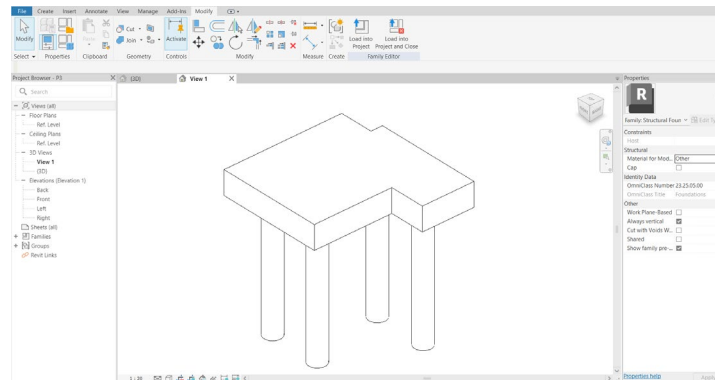 File Create Insert Annotate View Manage Add-Ins Modify
Modify
Cut
Join
Activate
Load into
Project
Load into
Project and Close
Select Properties Clipboard Geometry Controls Modify Measure Create Family Editor
Project Browser - P3
{3D}
View 1
Properties
Search
Views (all)
Floor Plans
Ref. Level
Ceiling Plans
Ref. Level
3D Views
View 1
{3D}
Elevations (Elevation 1)
Back
Front
Left
Right
Sheets (all)
Families
Groups
Revit Links
R
Family: Structural Foun
Edit Ty
Constraints
Host
Structural
Material for Mod... Other
Cap
Identity Data
OmniClass Number 23.25.05.00
OmniClass Title Foundations
Other
Work Plane-Based
Always vertical
Cut with Voids W...
Shared
Show family pre-...
1 : 20
Properties help
Apply